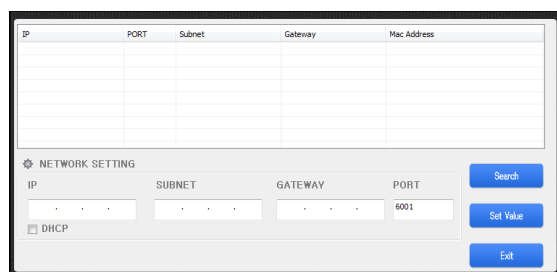 IP PORT Subnet Gateway Mac Address
NETWORK SETTING
IP SUBNET GATEWAY PORT
. . . . . . . . . 6001
DHCP
Search
Set Value
Exit